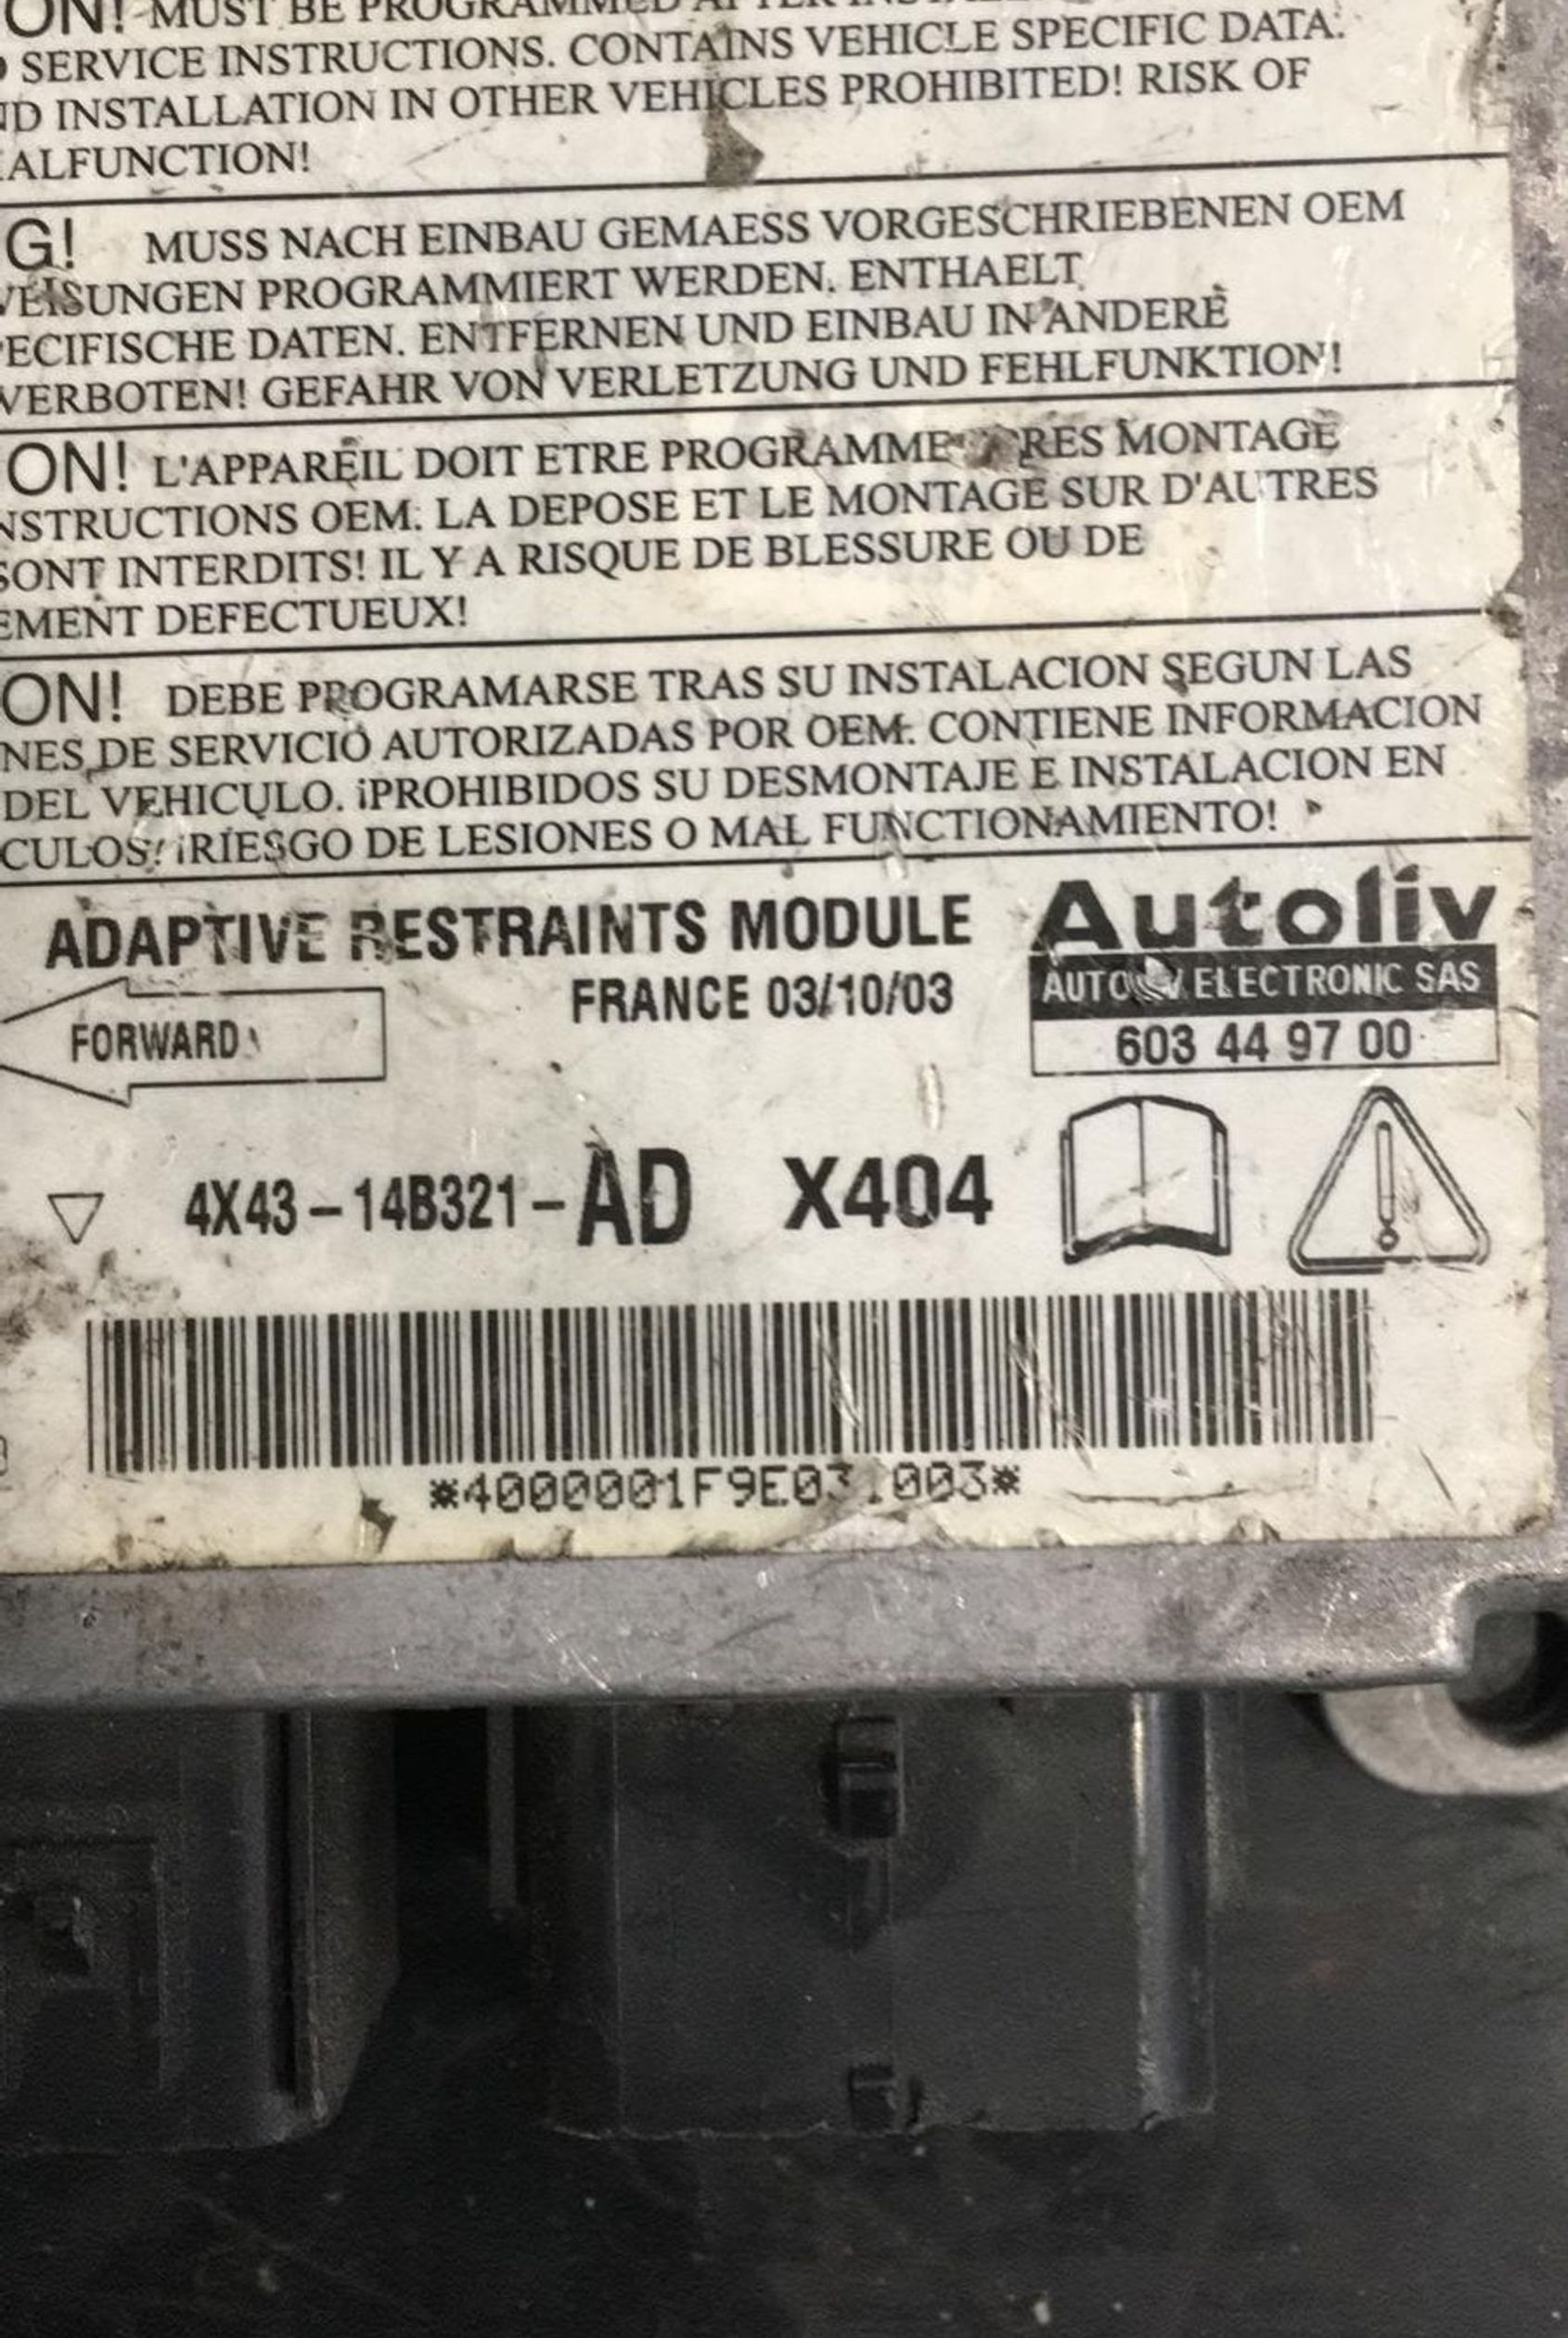 ON! MUST BE PROGRAMMED AFTER
SERVICE INSTRUCTIONS. CONTAINS VEHICLE SPECIFIC DATA.
ND INSTALLATION IN OTHER VEHICLES PROHIBITED! RISK OF
ALFUNCTION!
G! MUSS NACH EINBAU GEMAESS VORGESCHRIEBENEN OEM
VEISUNGEN PROGRAMMIERT WERDEN. ENTHAELT
PECIFISCHE DATEN. ENTFERNEN UND EINBAU IN ANDERE
VERBOTEN! GEFAHR VON VERLETZUNG UND FEHLFUNKTION!
ON! L'APPAREIL DOIT ETRE PROGRAMME RES MONTAGE
NSTRUCTIONS OEM. LA DEPOSE ET LE MONTAGE SUR D'AUTRES
SONT INTERDITS! IL Y A RISQUE DE BLESSURE OU DE
EMENT DEFECTUEUX!
ON! DEBE PROGRAMARSE TRAS SU INSTALACION SEGUN LAS
NES DE SERVICIO AUTORIZADAS POR OEM. CONTIENE INFORMACION
DEL VEHICULO. ¡PROHIBIDOS SU DESMONTAJE E INSTALACION EN
CULOS! ¡RIESGO DE LESIONES O MAL FUNCTIONAMIENTO!
ADAPTIVE RESTRAINTS MODULE
Autoliv
FRANCE 03/10/03
AUTOLIV ELECTRONIC SAS
FORWARD
603 44 97 00
4X43-14B321-AD X404